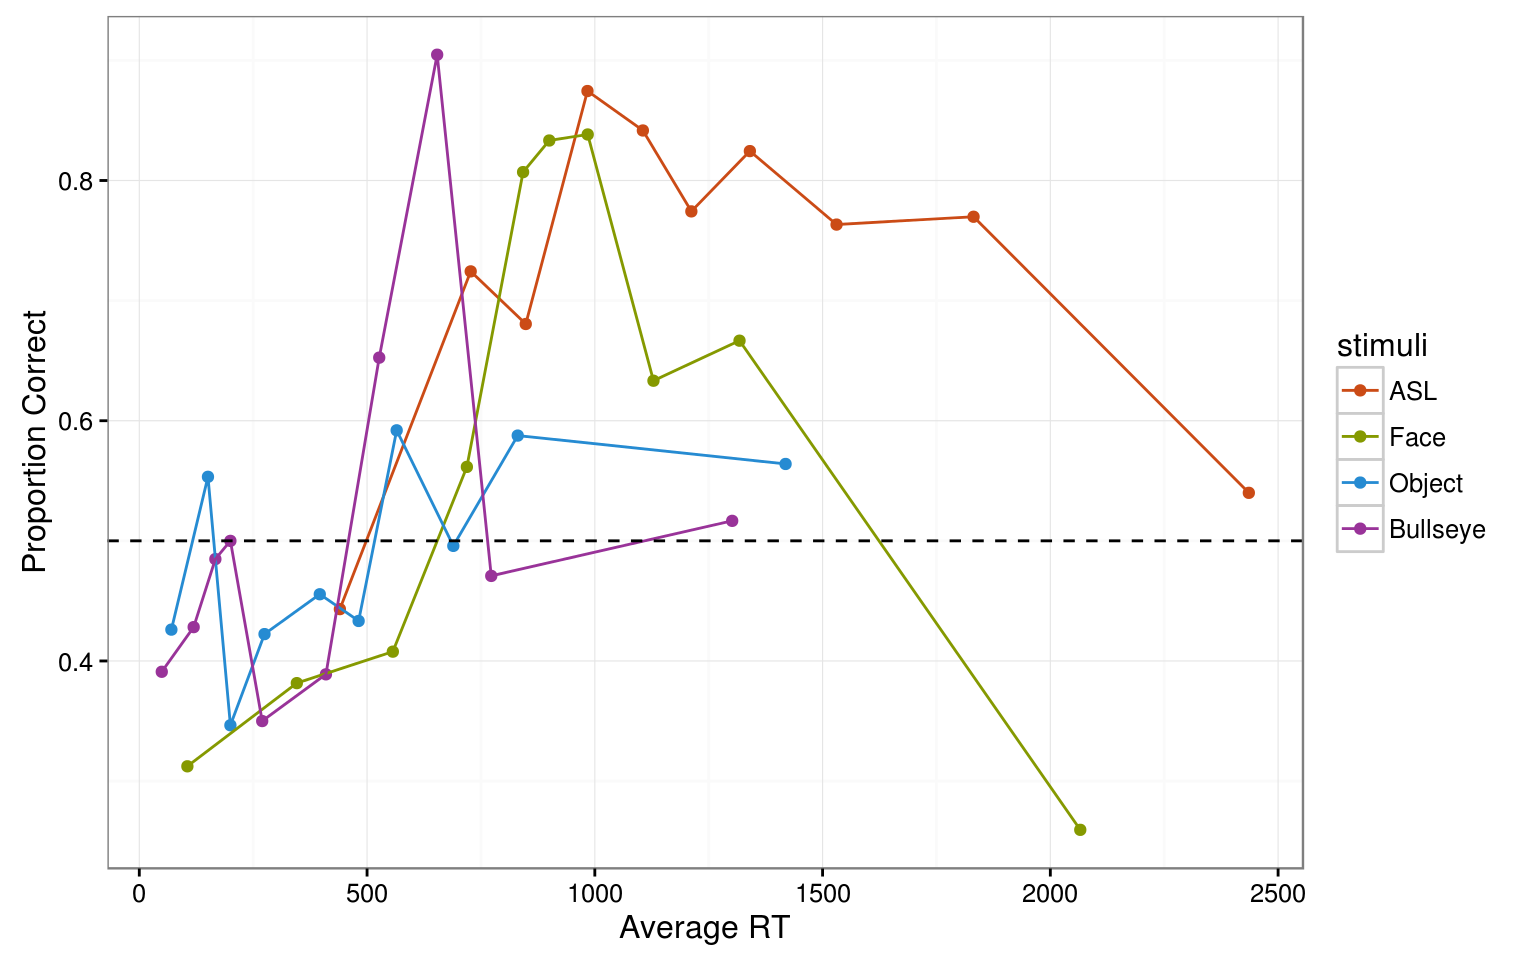 Proportion Correct
0.8
0.6
0.4
0 500 1000 1500 2000 2500
Average RT
stimuli
ASL
Face
Object
Bullseye